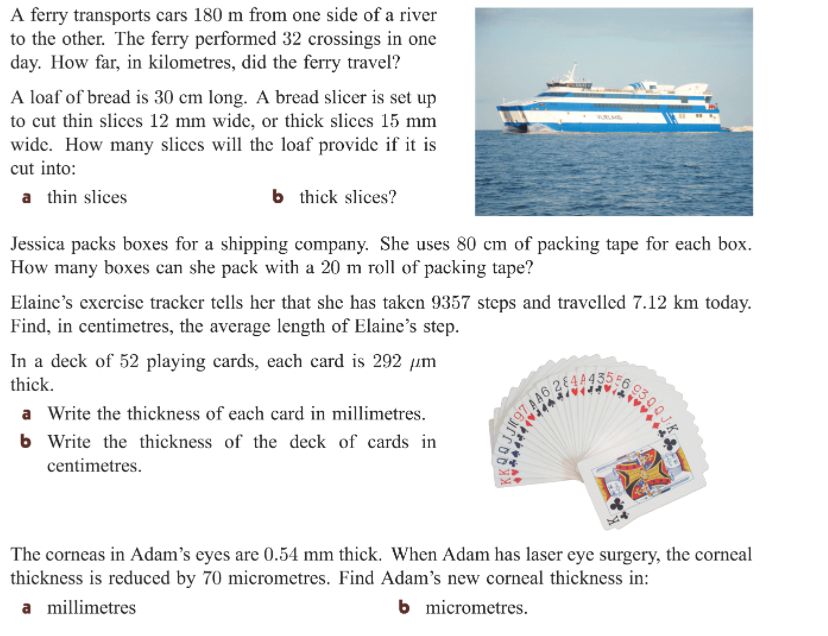 A ferry transports cars 180 m from one side of a river
to the other. The ferry performed 32 crossings in one
day. How far, in kilometres, did the ferry travel?
A loaf of bread is 30 cm long. A bread slicer is set up
to cut thin slices 12 mm wide, or thick slices 15 mm
wide. How many slices will the loaf provide if it is
cut into:
a thin slices b thick slices?
Jessica packs boxes for a shipping company. She uses 80 cm of packing tape for each box.
How many boxes can she pack with a 20 m roll of packing tape?
Elaine's exercise tracker tells her that she has taken 9357 steps and travelled 7.12 km today.
Find, in centimetres, the average length of Elaine's step.
In a deck of 52 playing cards, each card is 292 μm
thick.
a Write the thickness of each card in millimetres.
b Write the thickness of the deck of cards in
centimetres.
The corneas in Adam's eyes are 0.54 mm thick. When Adam has laser eye surgery, the corneal
thickness is reduced by 70 micrometres. Find Adam's new corneal thickness in:
a millimetres b micrometres.